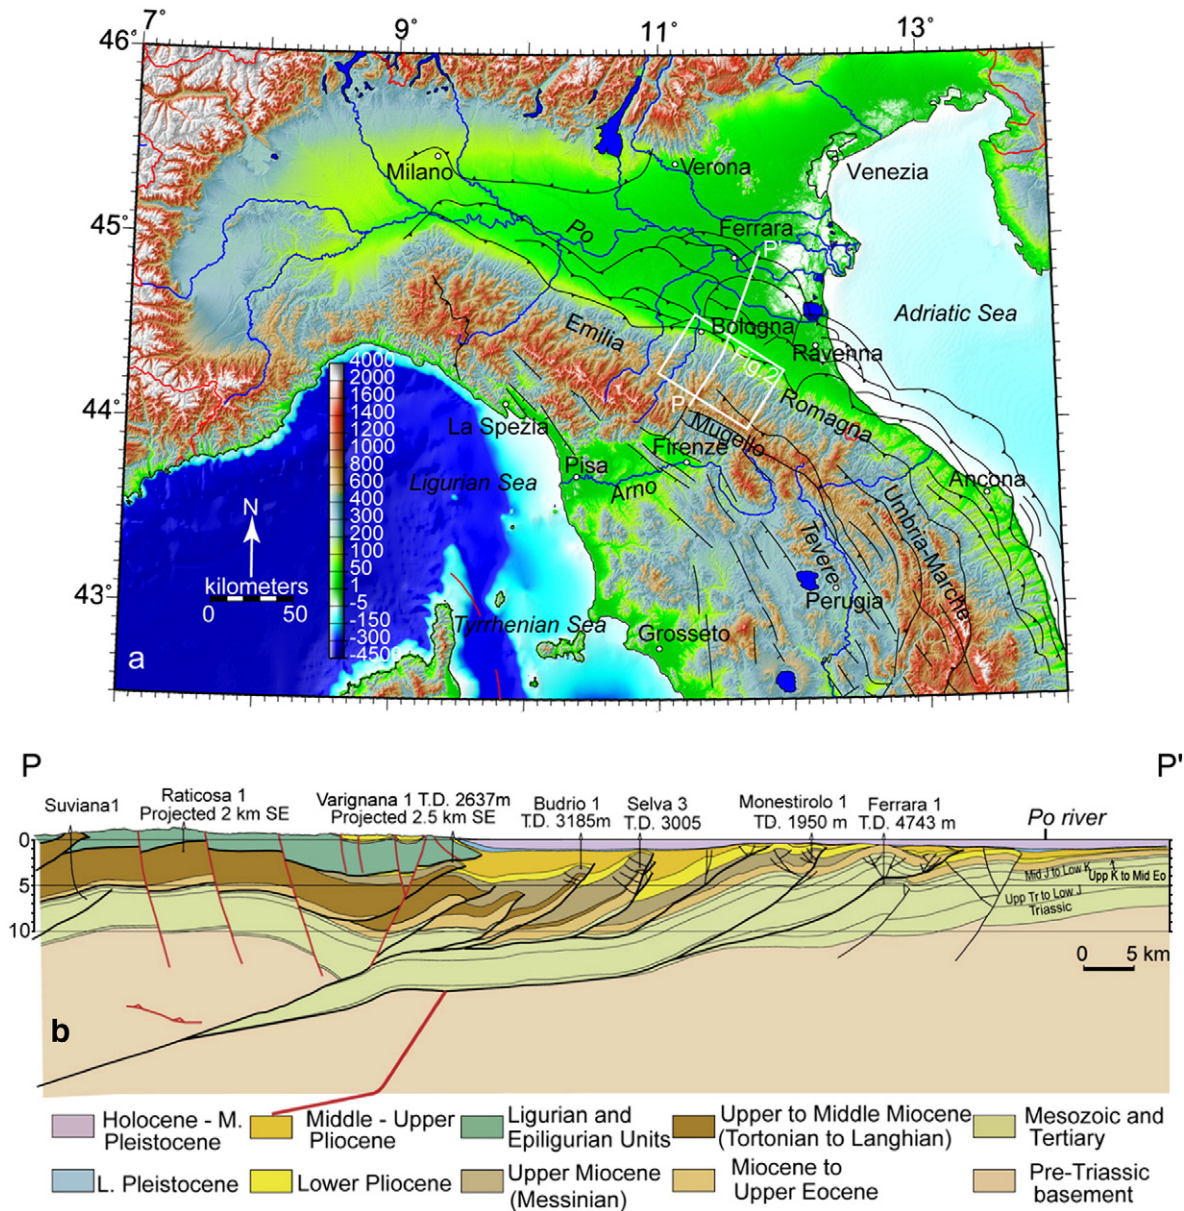 7° 9° 11° 13°
46°
45°
44°
43°
Milano
Verona
Venezia
Po
Ferrara
P'
Adriatic Sea
Emilia
Bologna
Ravenna
Fig.2
P
Romagna
Mugello
La Spezia
Firenze
Pisa
Arno
Ligurian Sea
Ancona
Umbria-Marche
Tevere
Perugia
Tyrrhenian Sea
Grosseto
4000
2000
1600
1400
1200
1000
800
600
400
300
200
100
50
1
-5
-150
-300
-4500
N
kilometers
0 50
a
P P'
Suviana1
Raticosa 1
Projected 2 km SE
Varignana 1 T.D. 2637m
Projected 2.5 km SE
Budrio 1
T.D. 3185m
Selva 3
T.D. 3005
Monestirolo 1
TD. 1950 m
Ferrara 1
T.D. 4743 m
Po river
0
5
10
0
5
10
Mid J to Low K
Upp K to Mid Eo
Upp Tr to Low J
Triassic
0 5 km
b
Holocene - M.
Pleistocene
Middle - Upper
Pliocene
Ligurian and
Epiligurian Units
Upper to Middle Miocene
(Tortonian to Langhian)
Mesozoic and
Tertiary
L. Pleistocene
Lower Pliocene
Upper Miocene
(Messinian)
Miocene to
Upper Eocene
Pre-Triassic
basement